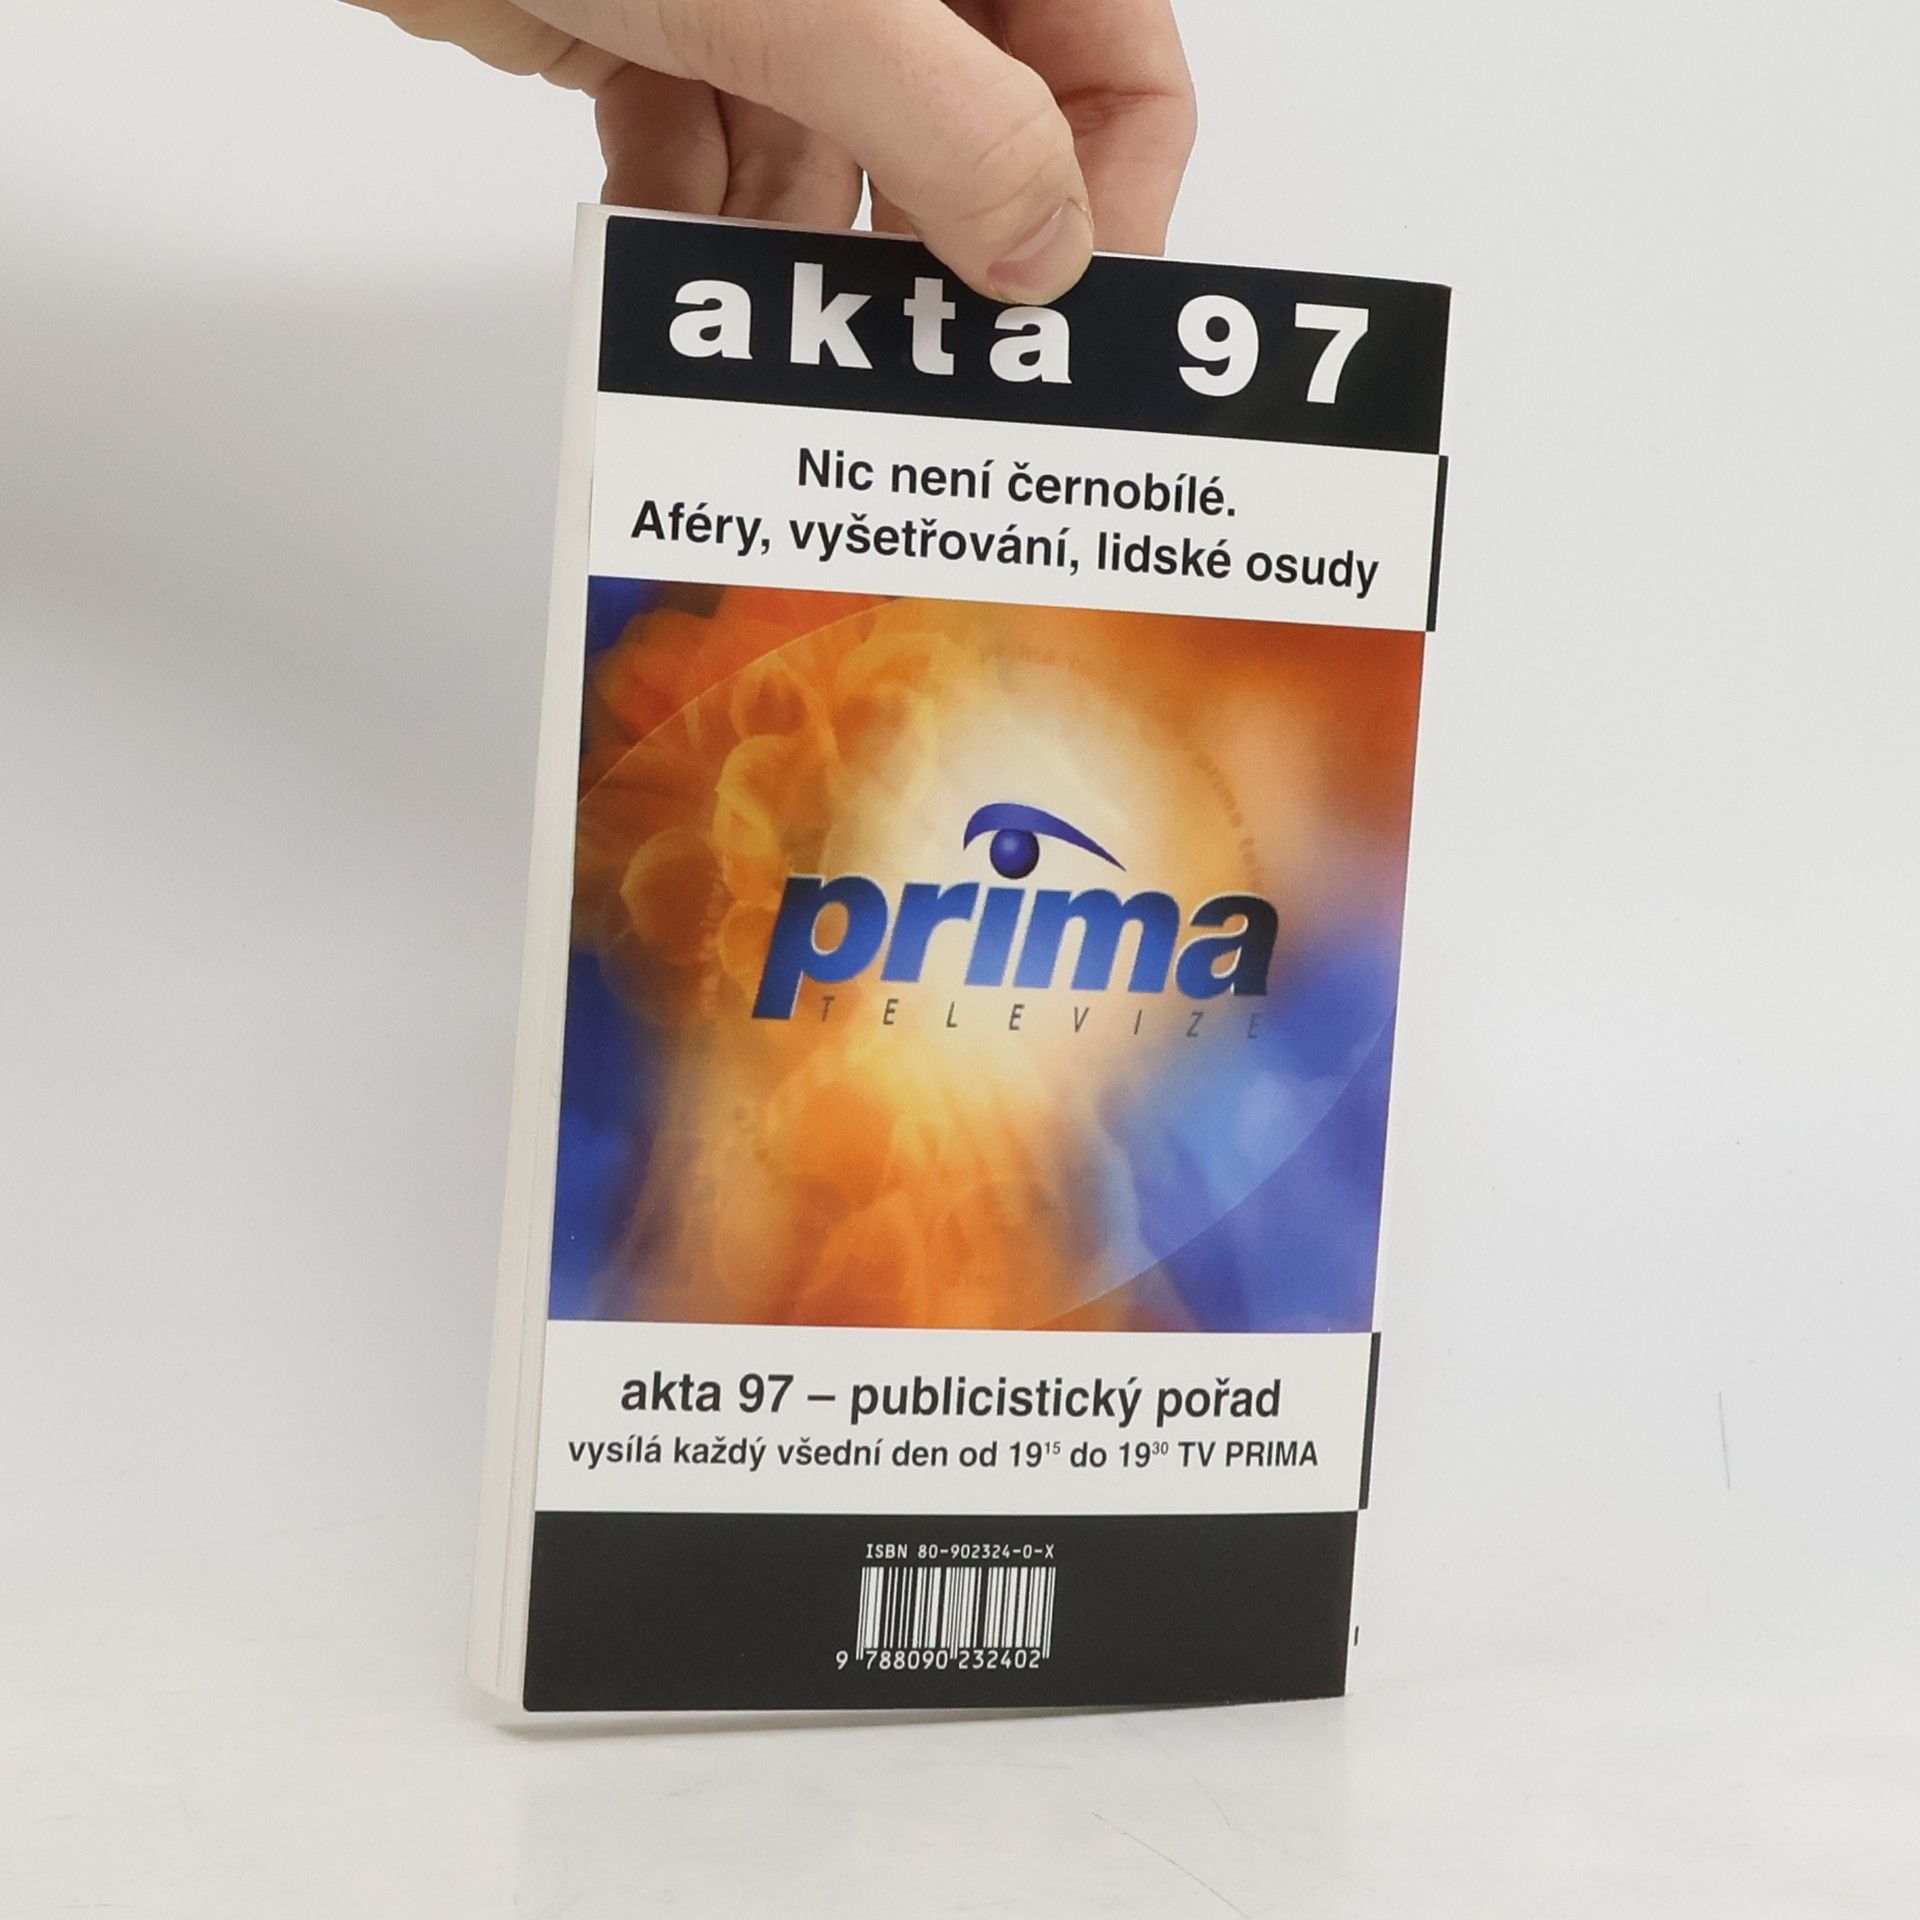 akta 97
Nic není černobílé.
Aféry, vyšetřování, lidské osudy
prima
TELEVIZE
akta 97 – publicistický pořad
vysílá každý všední den od 19¹⁵ do 19³⁰ TV PRIMA
ISBN 80-902324-0-X
9 788090 232402